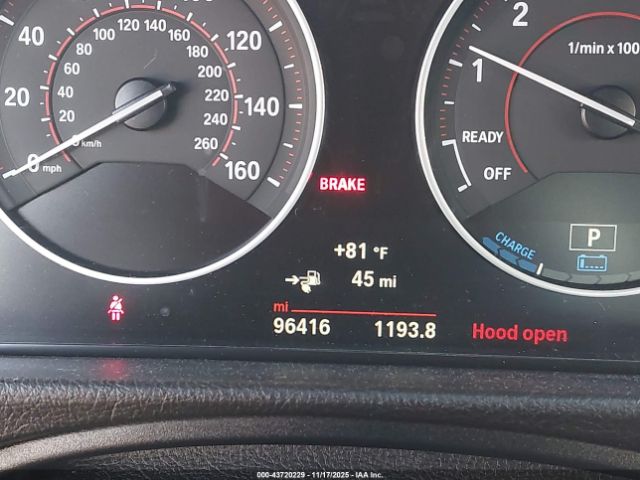 0 20 40 120 140 160 mph
0 20 40 60 80 100 120 140 160 180 200 220 240 260 km/h
2
1
1/min x 100
READY
OFF
BRAKE
CHARGE
P
+81 °F
45 mi
mi
96416 1193.8 Hood open
000-43720229 - 11/17/2025 - IAA Inc.